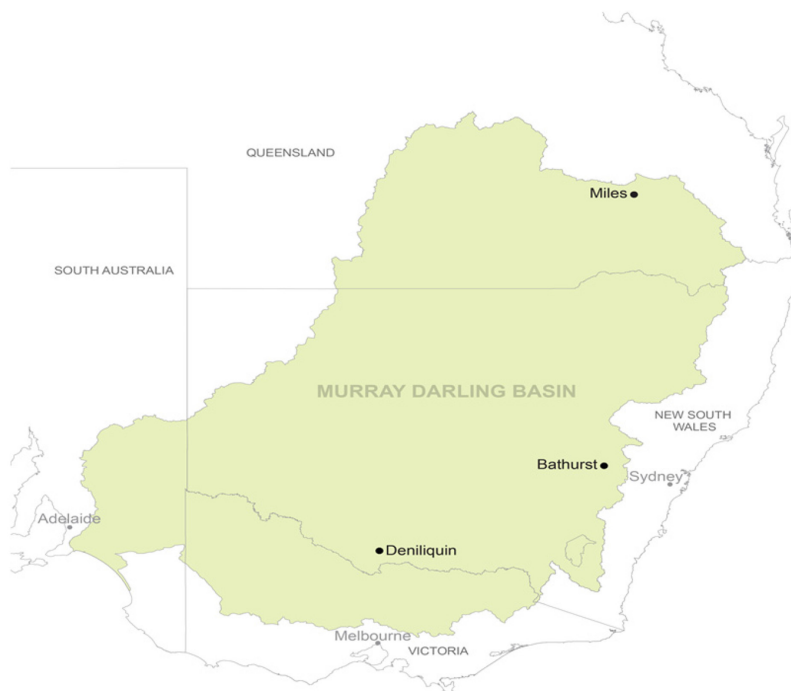 QUEENSLAND
Miles
SOUTH AUSTRALIA
MURRAY DARLING BASIN
NEW SOUTH
WALES
Bathurst
Sydney
Adelaide
Deniliquin
Melbourne
VICTORIA